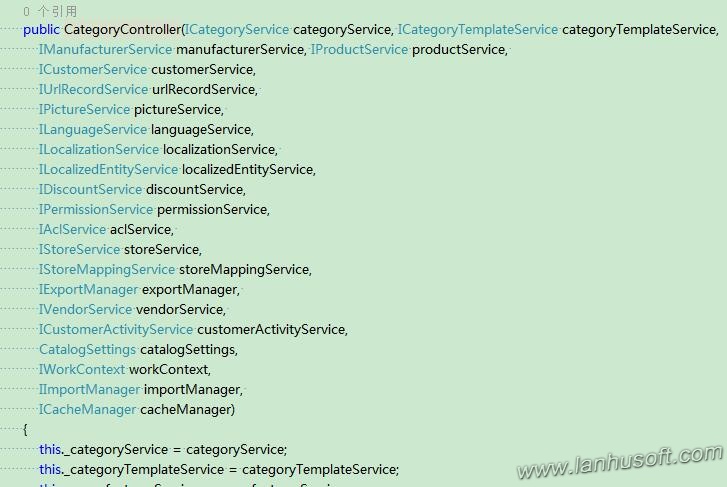 0 个引用
public CategoryController(ICategoryService categoryService, ICategoryTemplateService categoryTemplateService,
IManufacturerService manufacturerService, IProductService productService,
ICustomerService customerService,
IUrlRecordService urlRecordService,
IPictureService pictureService,
ILanguageService languageService,
ILocalizationService localizationService,
ILocalizedEntityService localizedEntityService,
IDiscountService discountService,
IPermissionService permissionService,
IAclService aclService,
IStoreService storeService,
IStoreMappingService storeMappingService,
IExportManager exportManager,
IVendorService vendorService,
ICustomerActivityService customerActivityService,
CatalogSettings catalogSettings,
IWorkContext workContext,
IImportManager importManager,
ICacheManager cacheManager)
{
this._categoryService = categoryService;
this._categoryTemplateService = categoryTemplateService;
www.lanhusoft.com